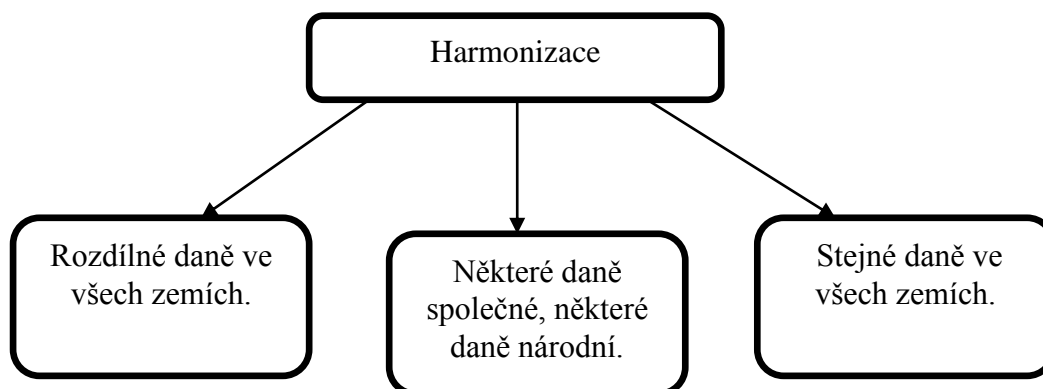 Harmonizace
Rozdílné daně ve
všech zemích.
Některé daně
společné, některé
daně národní.
Stejné daně ve
všech zemích.